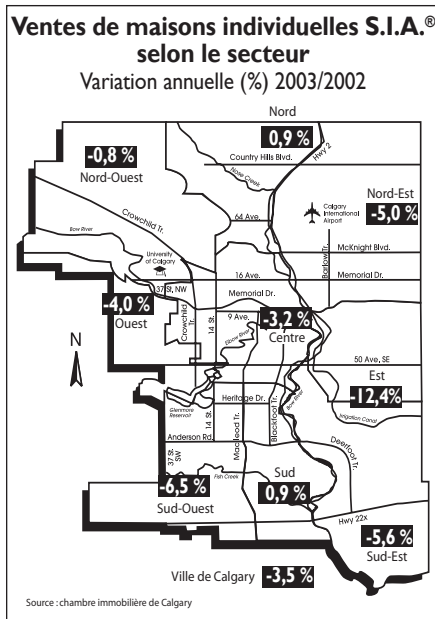 Ventes de maisons individuelles S.I.A.®
selon le secteur
Variation annuelle (%) 2003/2002
Nord
0,9 %
Hwy 2
Country Hills Blvd.
Nose Creek
-0,8 %
Nord-Ouest
Nord-Est
-5,0 %
Calgary
International
Airport
Crowchild Tr.
64 Ave.
Bow River
University
of Calgary
McKnight Blvd.
Barlow Tr.
16 Ave.
Memorial Dr.
37 St. NW
Memorial Dr.
-4,0 %
Ouest
Crowchild
Tr.
14 St.
9 Ave.
-3,2 %
Centre
Elbow River
N
50 Ave, SE
Est
-12,4%
Bow River
Irrigation Canal
Glenmore
Reservoir
Heritage Dr.
14 St.
Macleod Tr.
Blackfoot Tr.
Anderson Rd.
37 St.
SW
Deerfoot Tr.
Fish Creek
-6,5 %
Sud-Ouest
Sud
0,9 %
Hwy 22x
-5,6 %
Sud-Est
Ville de Calgary
-3,5 %
Source : chambre immobilière de Calgary